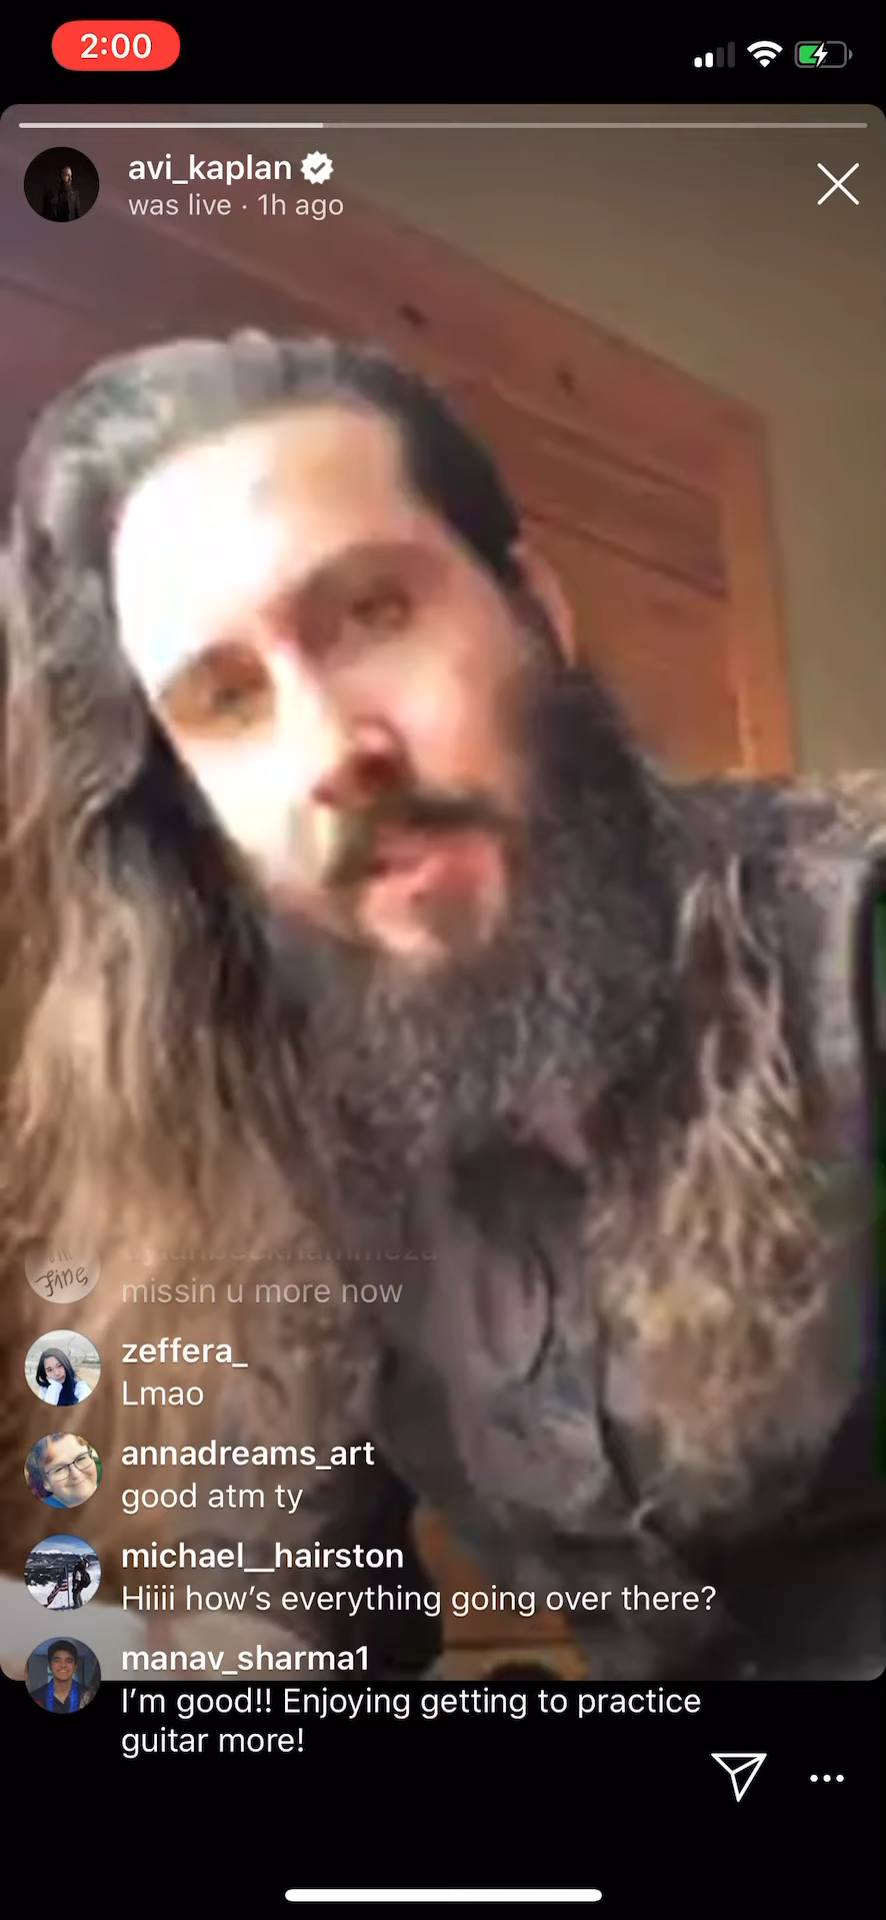 2:00
avi_kaplan
was live · 1h ago
fine
missin u more now
zeffera_
Lmao
annadreams_art
good atm ty
michael__hairston
Hiiii how’s everything going over there?
manav_sharma1
I’m good!! Enjoying getting to practice
guitar more!